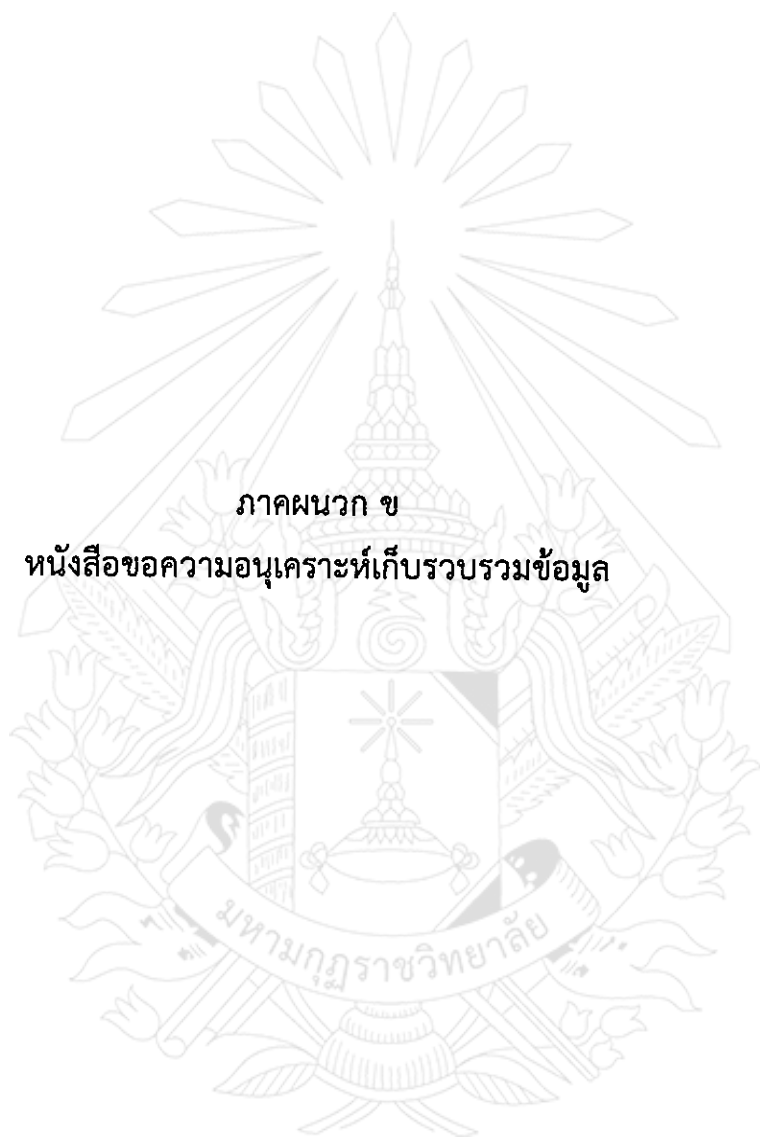 ภาคผนวก ข
หนังสือขอความอนุเคราะห์เก็บรวบรวมข้อมูล
มหามกุฏราชวิทยาลัย